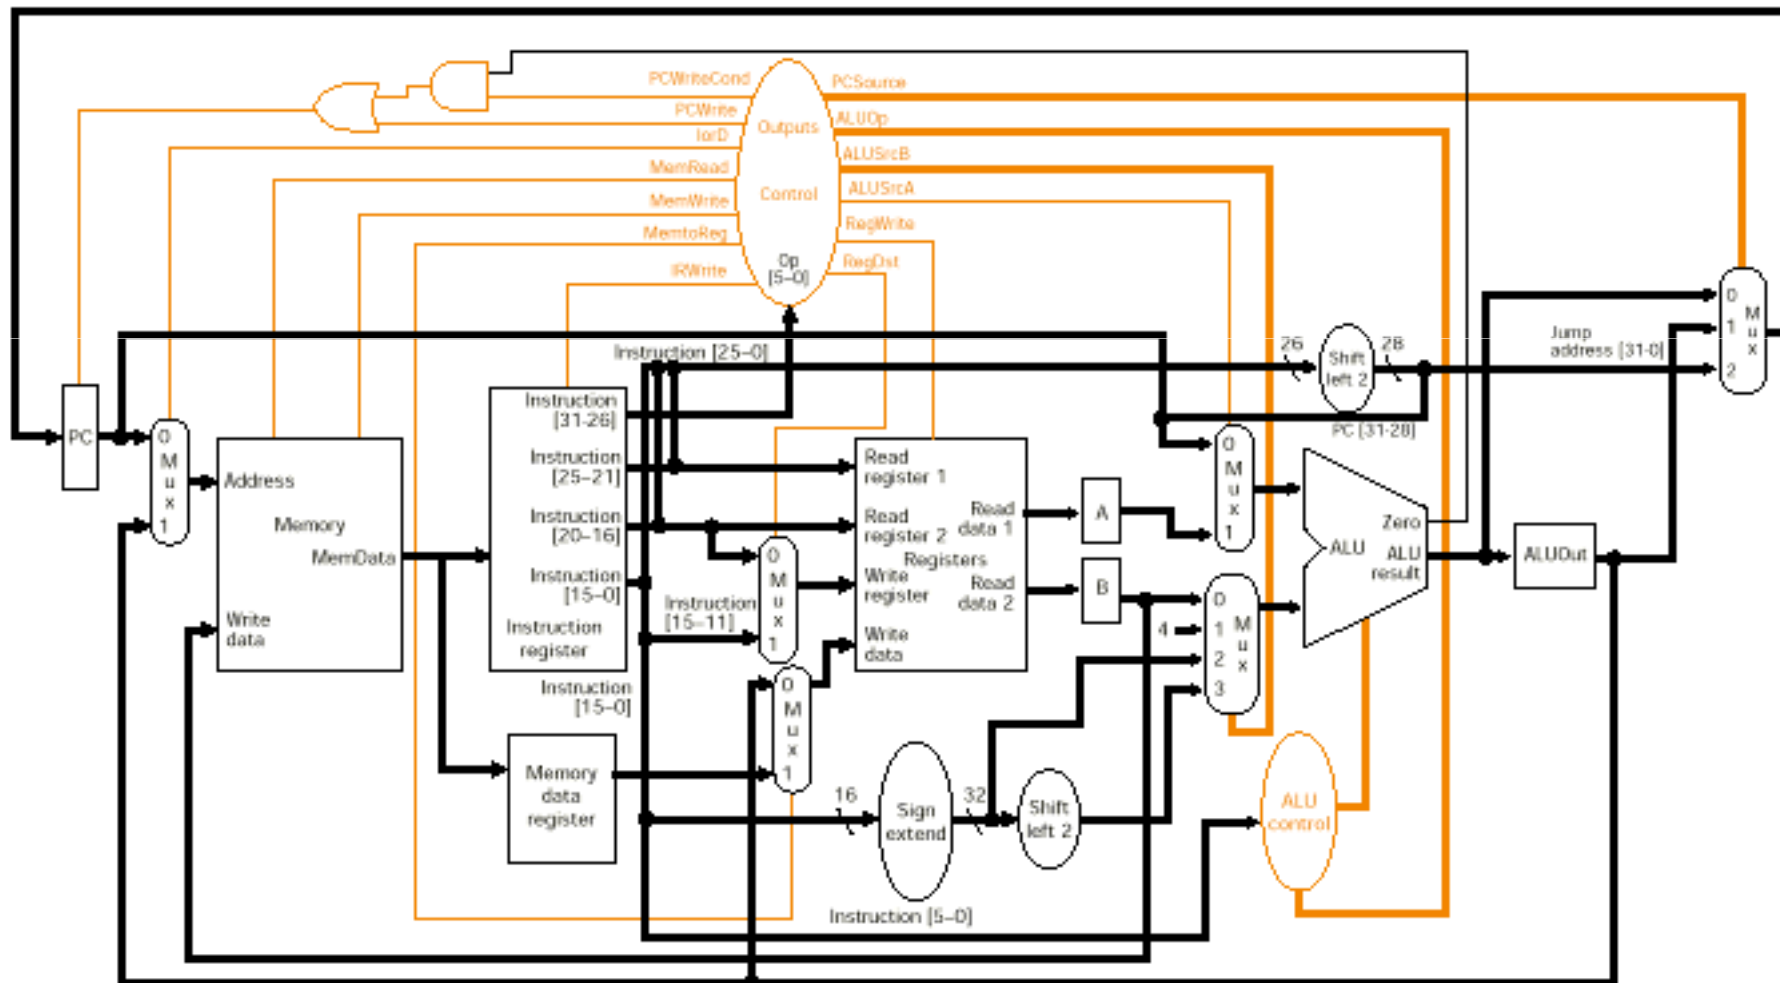 PCWriteCond
PCWrite
IorD
MemRead
MemWrite
MemtoReg
IRWrite
Outputs
Control
Op
[5–0]
PCSource
ALUOp
ALUSrcB
ALUSrcA
RegWrite
RegDst
PC
0
M
u
x
1
Address
Memory
MemData
Write
data
Instruction [25–0]
Instruction
[31-26]
Instruction
[25–21]
Instruction
[20–16]
Instruction
[15–0]
Instruction
register
Instruction
[15–0]
Memory
data
register
Instruction
[15–11]
0
M
u
x
1
0
M
u
x
1
Read
register 1
Read
register 2
Registers
Write
register
Write
data
Read
data 1
Read
data 2
A
B
16
Sign
extend
32
Shift
left 2
Instruction [5–0]
26
Shift
left 2
28
PC [31-28]
Jump
address [31-0]
0
M
u
x
1
4
0
1
2
3
M
u
x
ALU
Zero
ALU
result
ALU
control
ALUOut
0
1
2
M
u
x